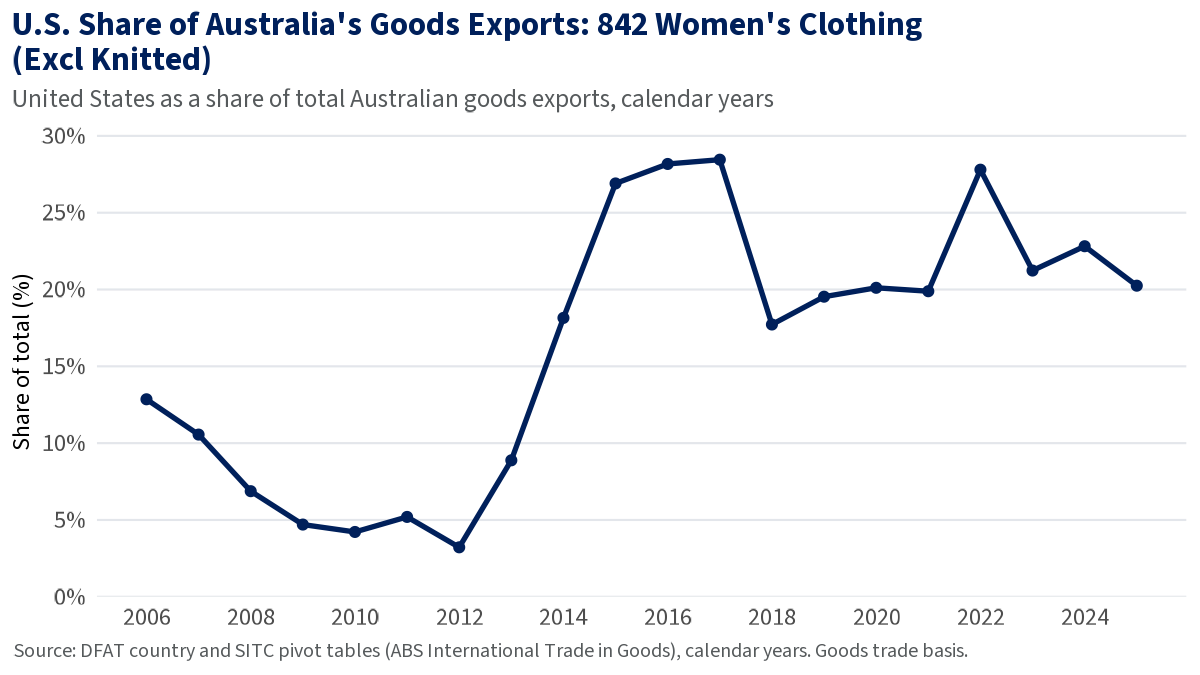 U.S. Share of Australia's Goods Exports: 842 Women's Clothing
(Excl Knitted)
United States as a share of total Australian goods exports, calendar years
Share of total (%)
30%
25%
20%
15%
10%
5%
0%
2006 2008 2010 2012 2014 2016 2018 2020 2022 2024
Source: DFAT country and SITC pivot tables (ABS International Trade in Goods), calendar years. Goods trade basis.